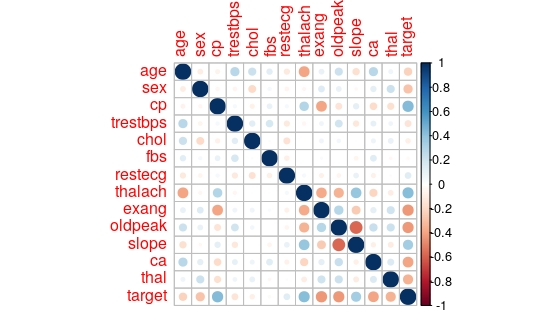 age sex cp trestbps chol fbs restecg thalach exang oldpeak slope ca thal target
age
sex
cp
trestbps
chol
fbs
restecg
thalach
exang
oldpeak
slope
ca
thal
target
1
0.8
0.6
0.4
0.2
0
-0.2
-0.4
-0.6
-0.8
-1